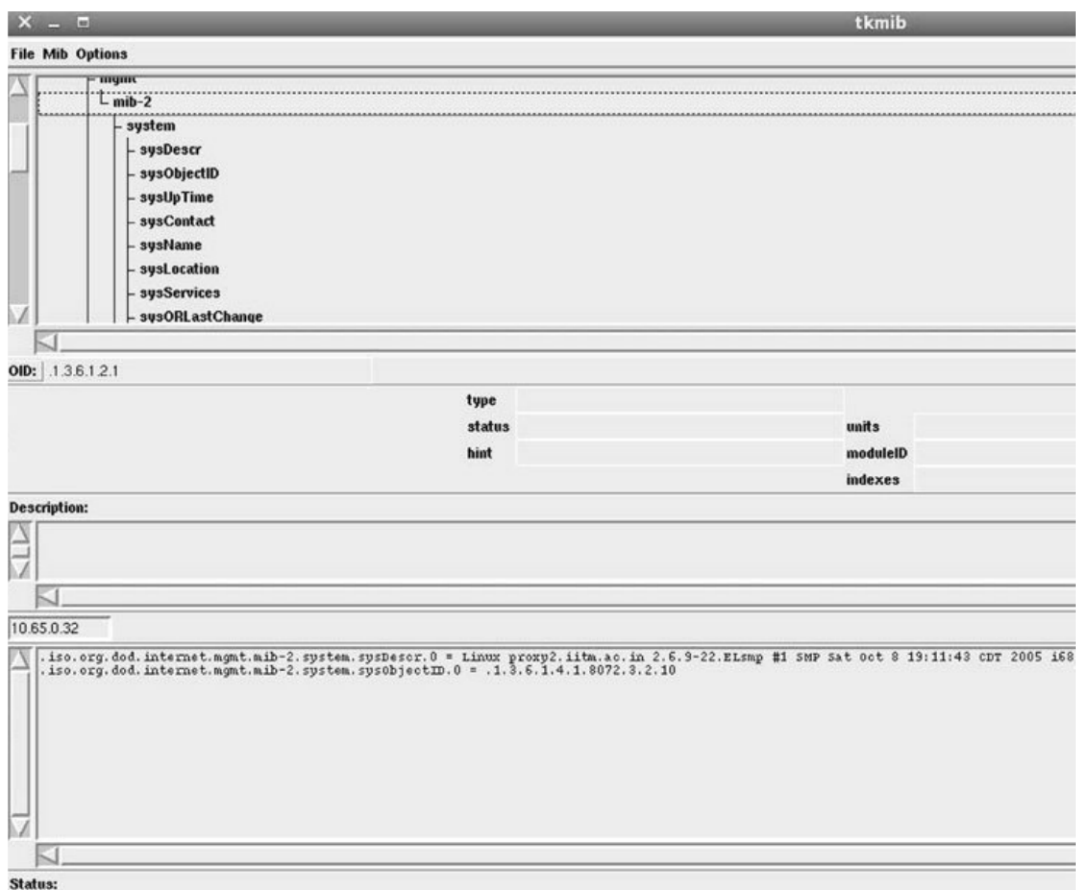 tkmib
File Mib Options
mgmt
mib-2
system
sysDescr
sysObjectID
sysUpTime
sysContact
sysName
sysLocation
sysServices
sysORLastChange
OID: .1.3.6.1.2.1
type
status units
hint moduleID
indexes
Description:
10.65.0.32
.iso.org.dod.internet.mgmt.mib-2.system.sysDescr.0 = Linux proxy2.iitm.ac.in 2.6.9-22.ELsmp #1 SMP Sat Oct 8 19:11:43 CDT 2005 i68
.iso.org.dod.internet.mgmt.mib-2.system.sysObjectID.0 = .1.3.6.1.4.1.8072.3.2.10
Status: